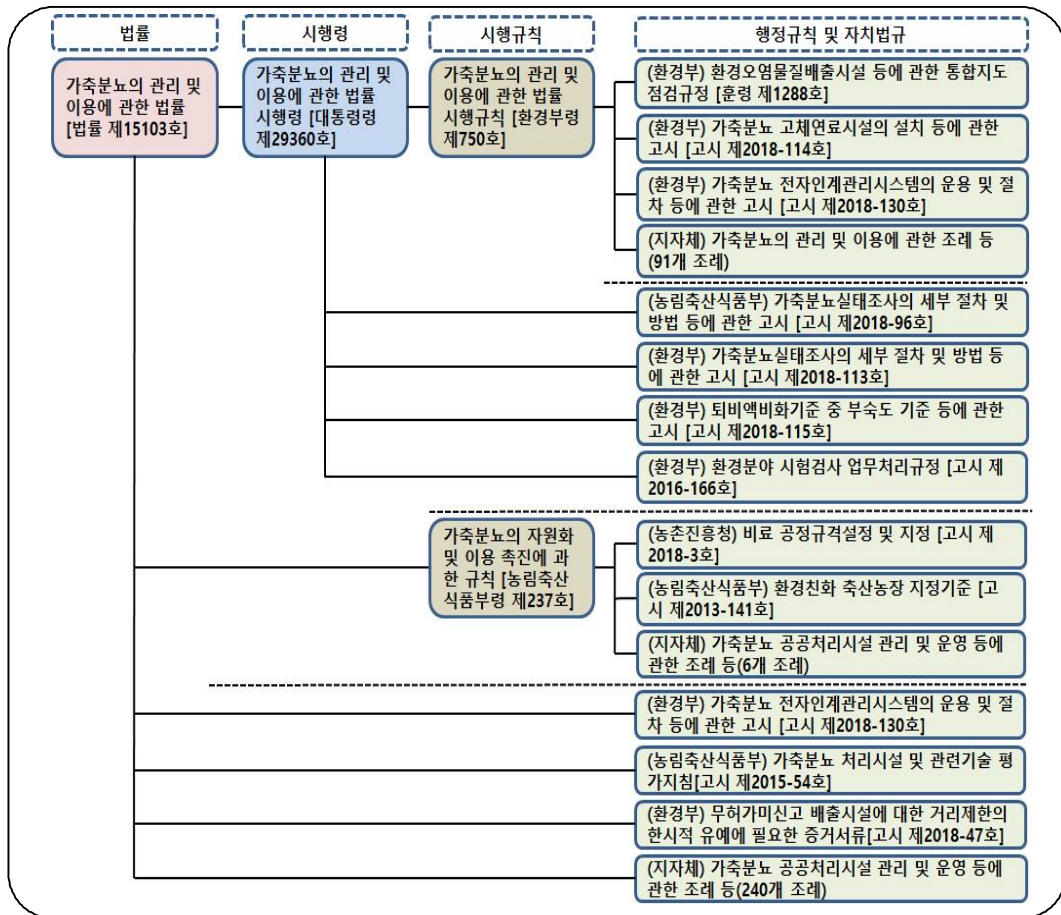 법률
시행령
시행규칙
행정규칙 및 자치법규
가축분뇨의 관리 및
이용에 관한 법률
[법률 제15103호]
가축분뇨의 관리 및
이용에 관한 법률
시행령 [대통령령
제29360호]
가축분뇨의 관리 및
이용에 관한 법률
시행규칙 [환경부령
제750호]
(환경부) 환경오염물질배출시설 등에 관한 통합지도
점검규정 [훈령 제1288호]
(환경부) 가축분뇨 고체연료시설의 설치 등에 관한
고시 [고시 제2018-114호]
(환경부) 가축분뇨 전자인계관리시스템의 운용 및 절
차 등에 관한 고시 [고시 제2018-130호]
(지자체) 가축분뇨의 관리 및 이용에 관한 조례 등
(91개 조례)
(농림축산식품부) 가축분뇨실태조사의 세부 절차 및
방법 등에 관한 고시 [고시 제2018-96호]
(환경부) 가축분뇨실태조사의 세부 절차 및 방법 등
에 관한 고시 [고시 제2018-113호]
(환경부) 퇴비액비화기준 중 부숙도 기준 등에 관한
고시 [고시 제2018-115호]
(환경부) 환경분야 시험검사 업무처리규정 [고시 제
2016-166호]
가축분뇨의 자원화
및 이용 촉진에 과
한 규칙 [농림축산
식품부령 제237호]
(농촌진흥청) 비료 공정규격설정 및 지정 [고시 제
2018-3호]
(농림축산식품부) 환경친화 축산농장 지정기준 [고
시 제2013-141호]
(지자체) 가축분뇨 공공처리시설 관리 및 운영 등에
관한 조례 등(6개 조례)
(환경부) 가축분뇨 전자인계관리시스템의 운용 및 절
차 등에 관한 고시 [고시 제2018-130호]
(농림축산식품부) 가축분뇨 처리시설 및 관련기술 평
가지침[고시 제2015-54호]
(환경부) 무허가미신고 배출시설에 대한 거리제한의
한시적 유예에 필요한 증거서류[고시 제2018-47호]
(지자체) 가축분뇨 공공처리시설 관리 및 운영 등에
관한 조례 등(240개 조례)